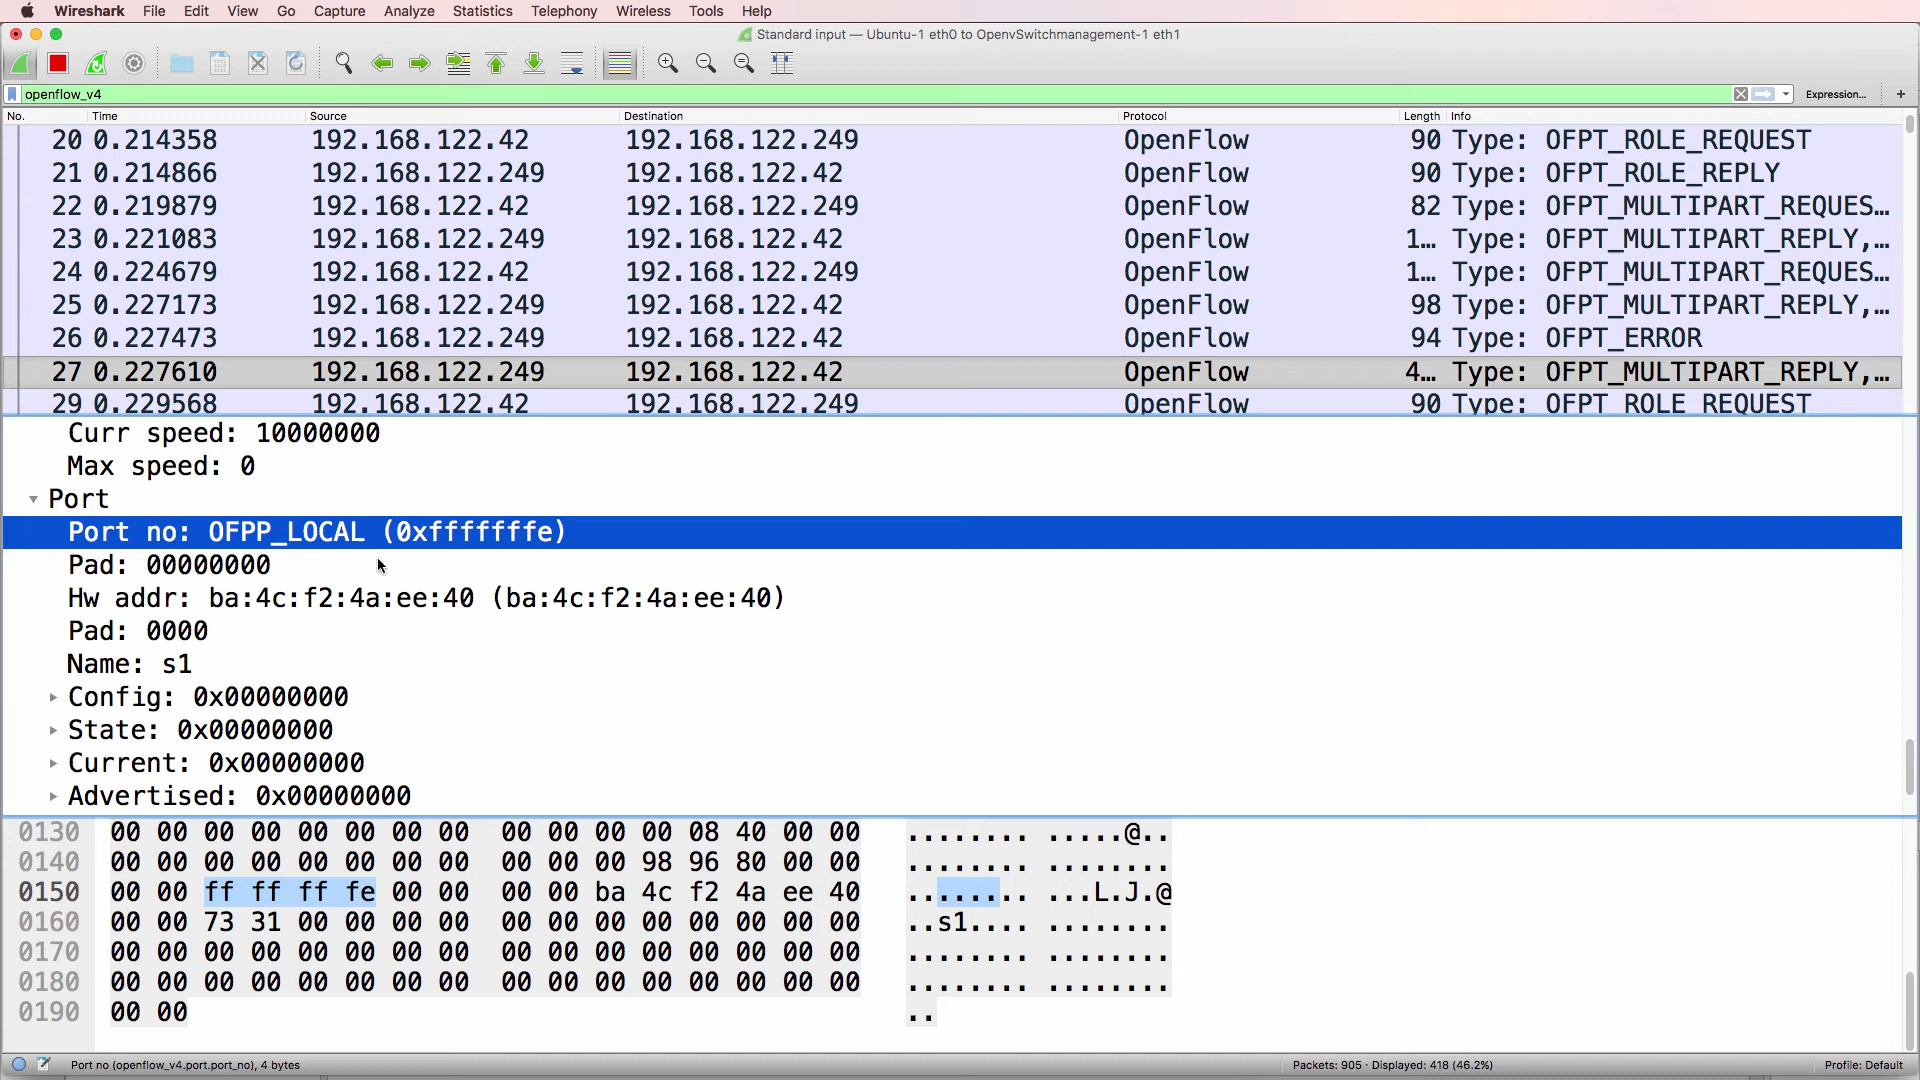 Wireshark File Edit View Go Capture Analyze Statistics Telephony Wireless Tools Help
Standard input — Ubuntu-1 eth0 to OpenvSwitchmanagement-1 eth1
openflow_v4 Expression… +
No. Time Source Destination Protocol Length Info
20 0.214358 192.168.122.42 192.168.122.249 OpenFlow 90 Type: OFPT_ROLE_REQUEST
21 0.214866 192.168.122.249 192.168.122.42 OpenFlow 90 Type: OFPT_ROLE_REPLY
22 0.219879 192.168.122.42 192.168.122.249 OpenFlow 82 Type: OFPT_MULTIPART_REQUES…
23 0.221083 192.168.122.249 192.168.122.42 OpenFlow 1… Type: OFPT_MULTIPART_REPLY,…
24 0.224679 192.168.122.42 192.168.122.249 OpenFlow 1… Type: OFPT_MULTIPART_REQUES…
25 0.227173 192.168.122.249 192.168.122.42 OpenFlow 98 Type: OFPT_MULTIPART_REPLY,…
26 0.227473 192.168.122.249 192.168.122.42 OpenFlow 94 Type: OFPT_ERROR
27 0.227610 192.168.122.249 192.168.122.42 OpenFlow 4… Type: OFPT_MULTIPART_REPLY,…
29 0.229568 192.168.122.42 192.168.122.249 OpenFlow 90 Type: OFPT_ROLE_REQUEST
Curr speed: 10000000
Max speed: 0
Port
Port no: OFPP_LOCAL (0xfffffffe)
Pad: 00000000
Hw addr: ba:4c:f2:4a:ee:40 (ba:4c:f2:4a:ee:40)
Pad: 0000
Name: s1
Config: 0x00000000
State: 0x00000000
Current: 0x00000000
Advertised: 0x00000000
0130 00 00 00 00 00 00 00 00 00 00 00 00 08 40 00 00 ........ .....@..
0140 00 00 00 00 00 00 00 00 00 00 00 98 96 80 00 00 ........ ........
0150 00 00 ff ff ff fe 00 00 00 00 ba 4c f2 4a ee 40 ........ ...L.J.@
0160 00 00 73 31 00 00 00 00 00 00 00 00 00 00 00 00 ..s1.... ........
0170 00 00 00 00 00 00 00 00 00 00 00 00 00 00 00 00 ........ ........
0180 00 00 00 00 00 00 00 00 00 00 00 00 00 00 00 00 ........ ........
0190 00 00 ..
Port no (openflow_v4.port.port_no), 4 bytes Packets: 905 · Displayed: 418 (46.2%) Profile: Default